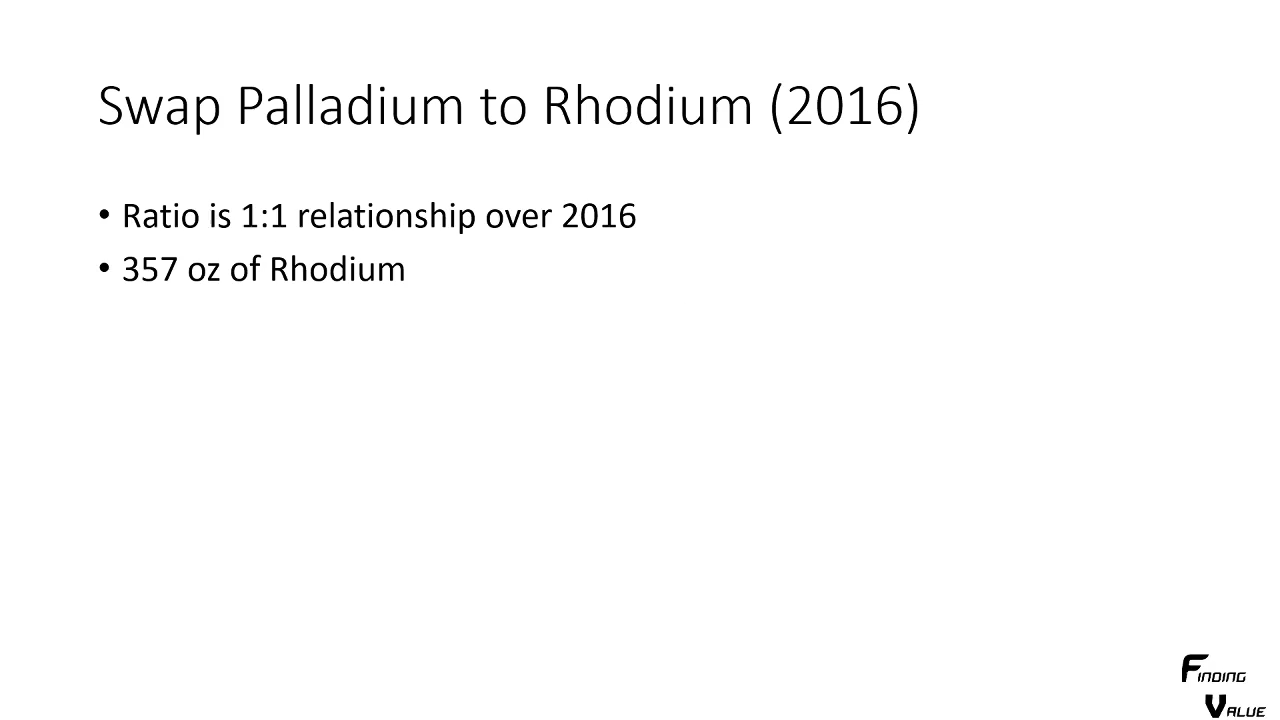 Swap Palladium to Rhodium (2016)
• Ratio is 1:1 relationship over 2016
• 357 oz of Rhodium
Finding
Value